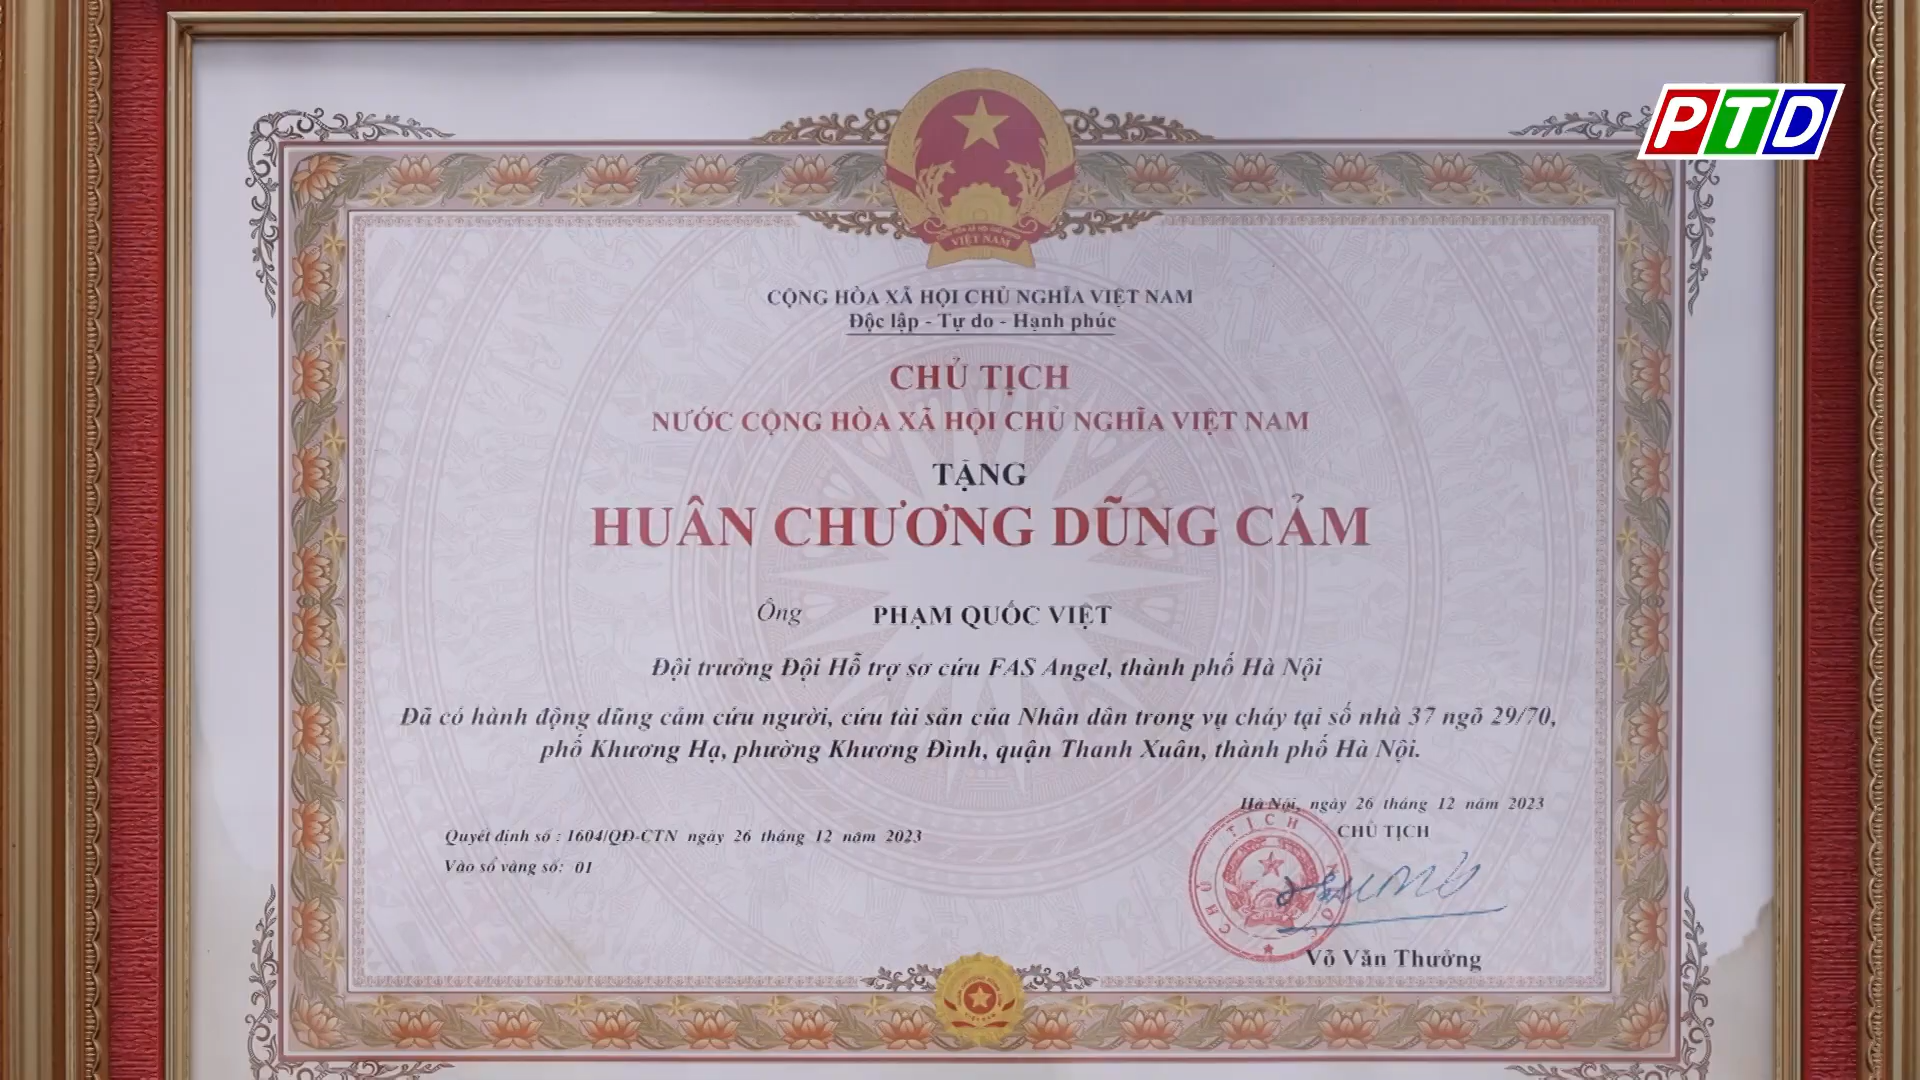 PTD
VIỆT NAM
CỘNG HÒA XÃ HỘI CHỦ NGHĨA VIỆT NAM
Độc lập - Tự do - Hạnh phúc
CHỦ TỊCH
NƯỚC CỘNG HÒA XÃ HỘI CHỦ NGHĨA VIỆT NAM
TẶNG
HUÂN CHƯƠNG DŨNG CẢM
Ông PHẠM QUỐC VIỆT
Đội trưởng Đội Hỗ trợ sơ cứu FAS Angel, thành phố Hà Nội
Đã có hành động dũng cảm cứu người, cứu tài sản của Nhân dân trong vụ cháy tại số nhà 37 ngõ 29/70,
phố Khương Hạ, phường Khương Đình, quận Thanh Xuân, thành phố Hà Nội.
Hà Nội, ngày 26 tháng 12 năm 2023
CHỦ TỊCH
Quyết định số : 1604/QĐ-CTN ngày 26 tháng 12 năm 2023
Vào sổ vàng số: 01
CHỦ TỊCH
Võ Văn Thưởng